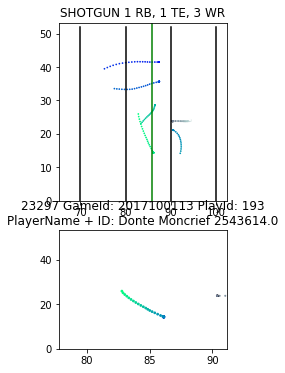 SHOTGUN 1 RB, 1 TE, 3 WR
50
40
30
20
10
0
70 80 90 100
23297 GameId: 2017100113 PlayId: 193
PlayerName + ID: Donte Moncrief 2543614.0
40
20
0
80 85 90